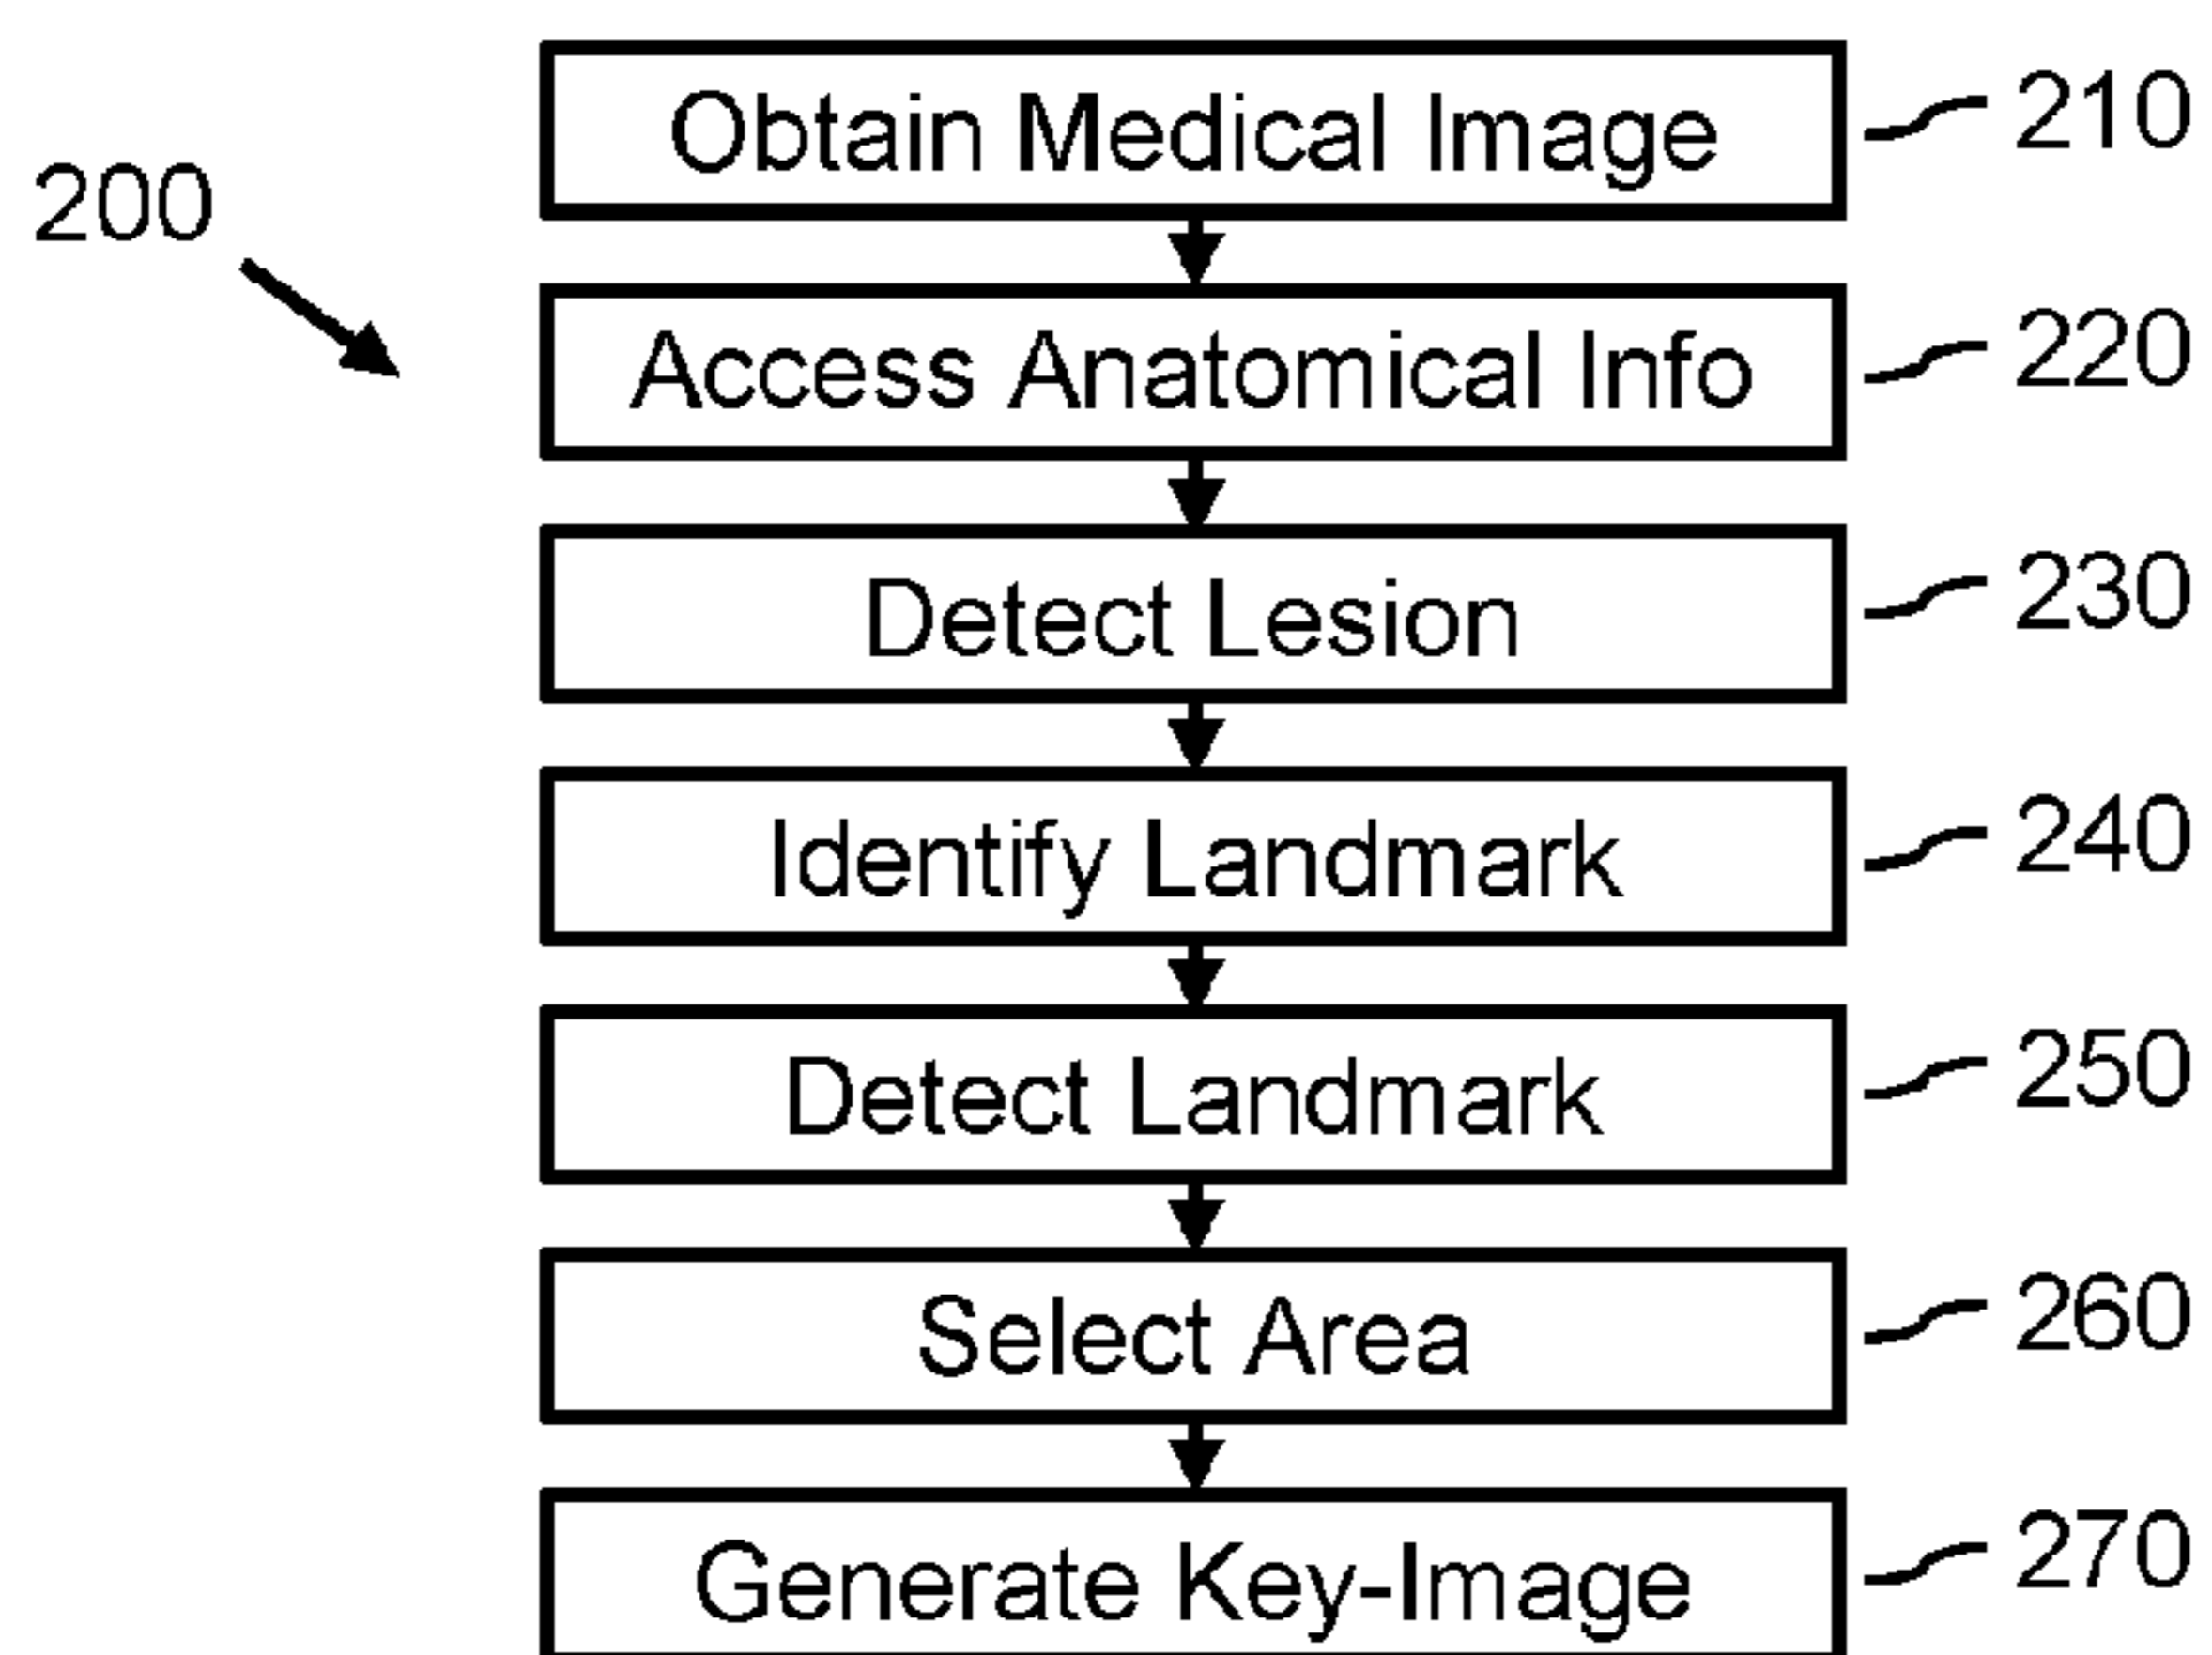 200
Obtain Medical Image 210
Access Anatomical Info 220
Detect Lesion 230
Identify Landmark 240
Detect Landmark 250
Select Area 260
Generate Key-Image 270